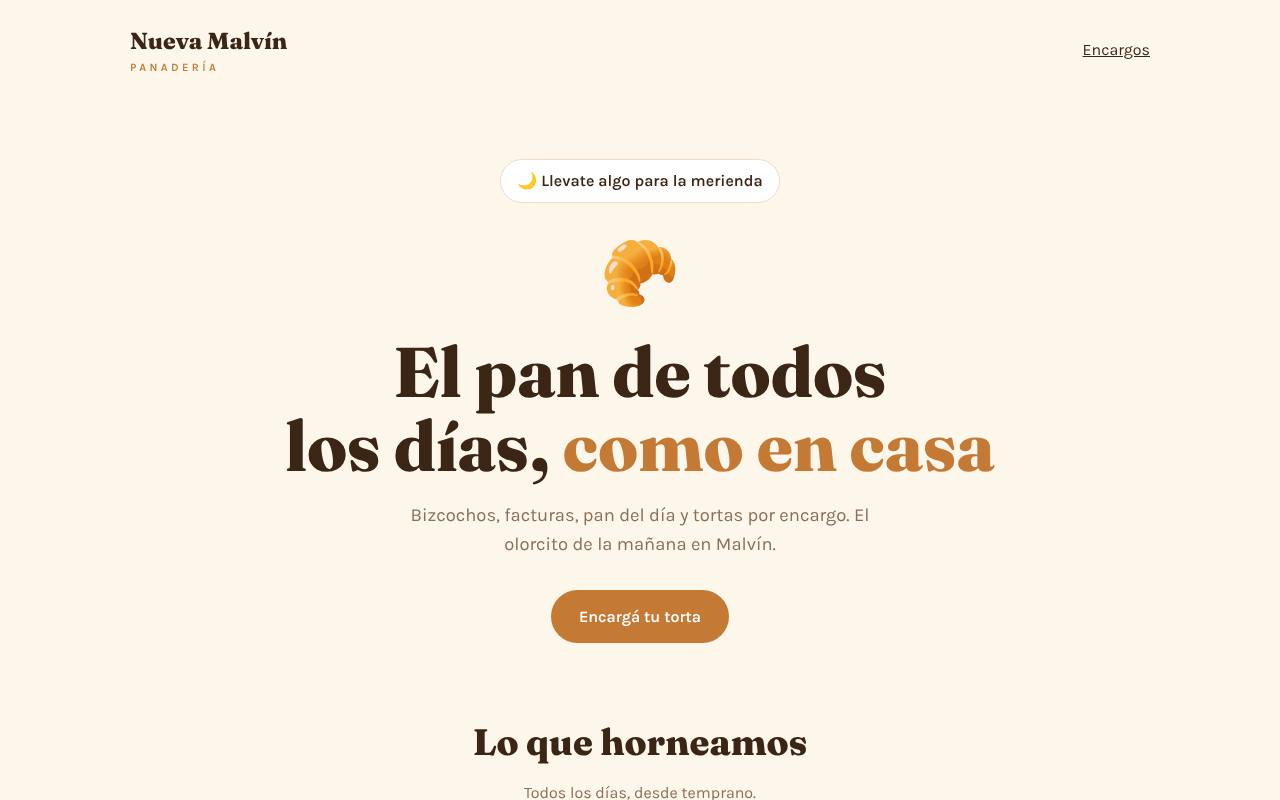 Nueva Malvín
PANADERÍA
Encargos
🌙 Llevate algo para la merienda
El pan de todos
los días, como en casa
Bizcochos, facturas, pan del día y tortas por encargo. El
olorcito de la mañana en Malvín.
Encargá tu torta
Lo que horneamos
Todos los días, desde temprano.